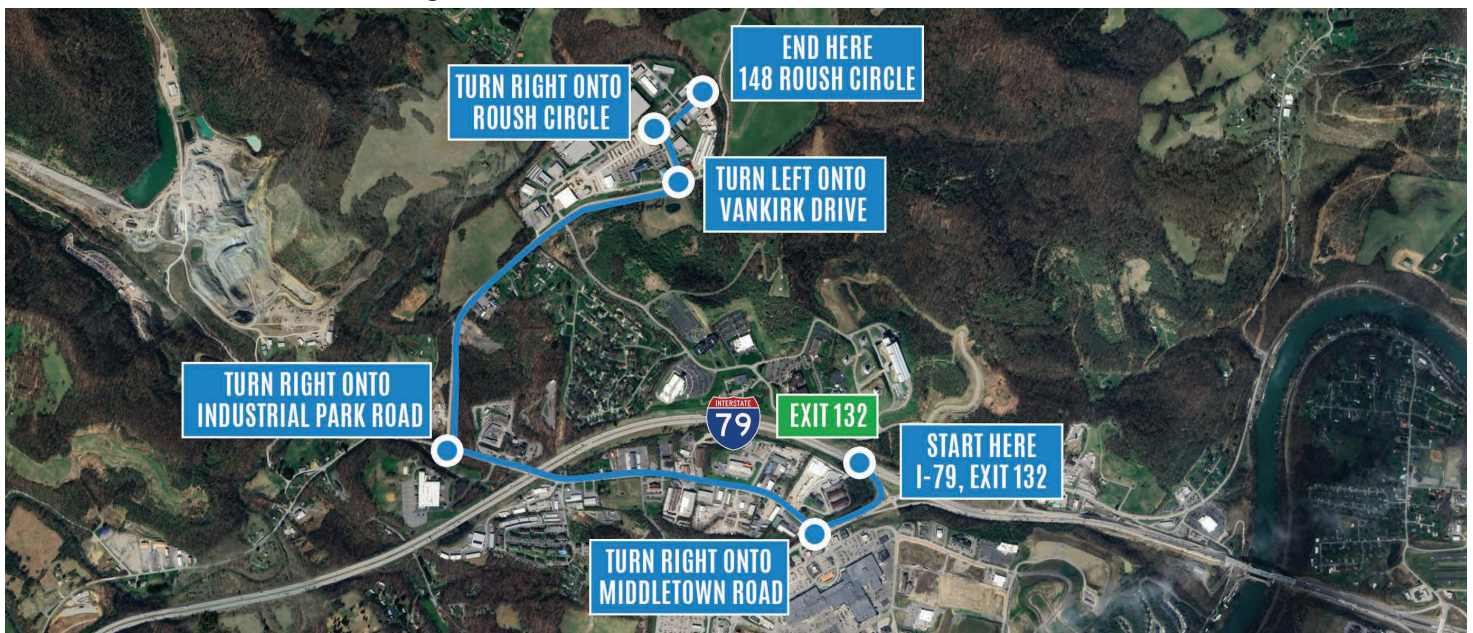 END HERE
148 ROUSH CIRCLE
TURN RIGHT ONTO
ROUSH CIRCLE
TURN LEFT ONTO
VANKIRK DRIVE
TURN RIGHT ONTO
INDUSTRIAL PARK ROAD
INTERSTATE
79
EXIT 132
START HERE
I-79, EXIT 132
TURN RIGHT ONTO
MIDDLETOWN ROAD